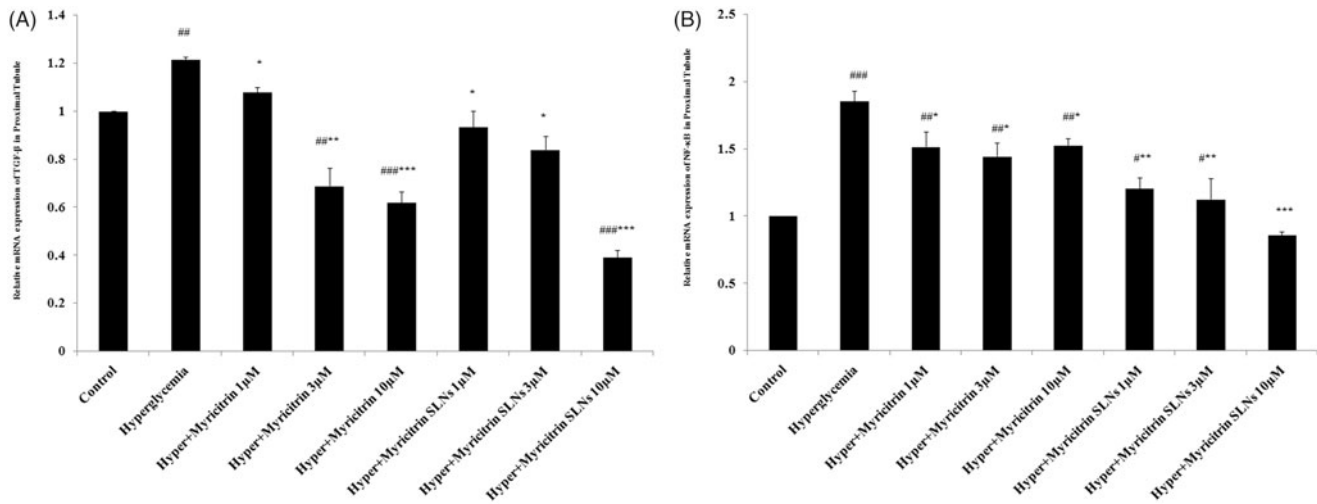 (A)
Relative mRNA expression of TGF-β in Proximal Tubule
1.4
1.2
1
0.8
0.6
0.4
0.2
0
##
*
##**
###***
*
*
###***
Control
Hyperglycemia
Hyper+Myricitrin 1μM
Hyper+Myricitrin 3μM
Hyper+Myricitrin 10μM
Hyper+Myricitrin SLNs 1μM
Hyper+Myricitrin SLNs 3μM
Hyper+Myricitrin SLNs 10μM
(B)
Relative mRNA expression of NF-κB in Proximal Tubule
2.5
2
1.5
1
0.5
0
###
##*
##*
##*
#**
#**
***
Control
Hyperglycemia
Hyper+Myricitrin 1μM
Hyper+Myricitrin 3μM
Hyper+Myricitrin 10μM
Hyper+Myricitrin SLNs 1μM
Hyper+Myricitrin SLNs 3μM
Hyper+Myricitrin SLNs 10μM